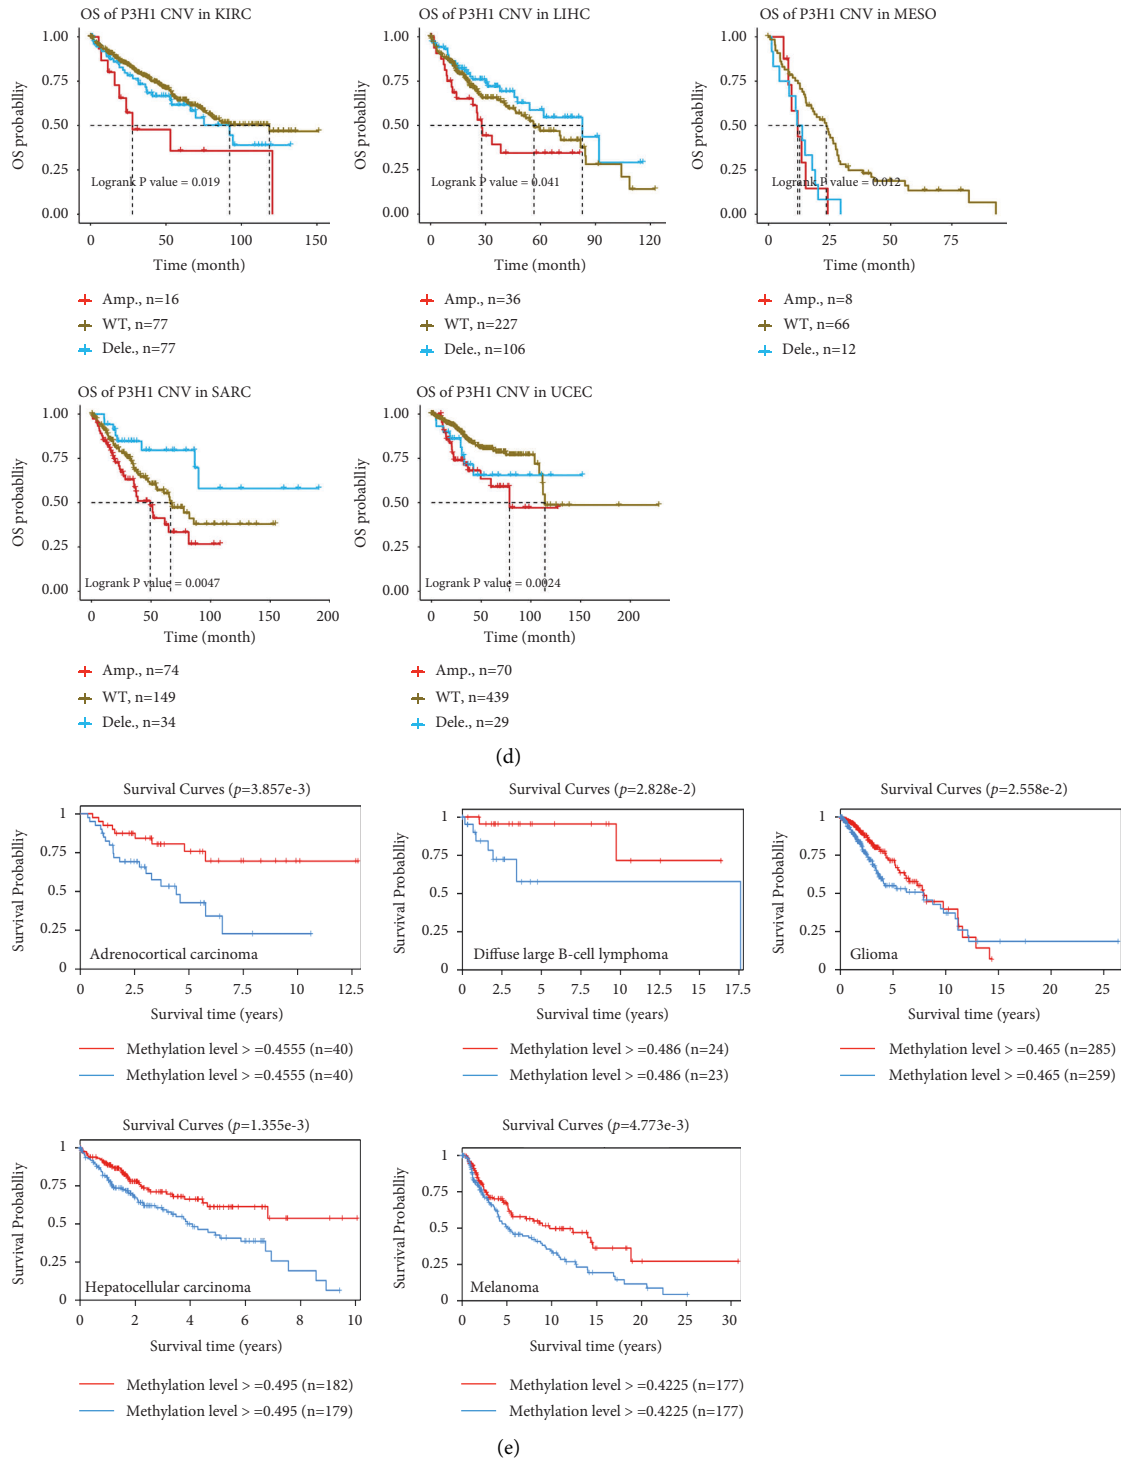 OS of P3H1 CNV in KIRC
OS probabliiy
1.00
0.75
0.50
0.25
0.00
Logrank P value = 0.019
0 50 100 150
Time (month)
Amp., n=16
WT, n=77
Dele., n=77
OS of P3H1 CNV in LIHC
OS probabliiy
1.00
0.75
0.50
0.25
0.00
Logrank P value = 0.041
0 30 60 90 120
Time (month)
Amp., n=36
WT, n=227
Dele., n=106
OS of P3H1 CNV in MESO
OS probabliiy
1.00
0.75
0.50
0.25
0.00
Logrank P value = 0.012
0 25 75
Time (month)
Amp., n=8
WT, n=66
Dele., n=12
OS of P3H1 CNV in SARC
OS probabliiy
1.00
0.75
0.50
0.25
0.00
Logrank P value = 0.0047
0 50 100 150 200
Time (month)
Amp., n=74
WT, n=149
Dele., n=34
OS of P3H1 CNV in UCEC
OS probabliiy
1.00
0.75
0.50
0.25
0.00
Logrank P value = 0.0024
0 50 100 150 200
Time (month)
Amp., n=70
WT, n=439
Dele., n=29
(d)
Survival Curves (p=3.857e-3)
Survival Probabliiy
1
0.75
0.5
0.25
0
Adrenocortical carcinoma
0 2.5 5 7.5 10 12.5
Survival time (years)
Methylation level > =0.4555 (n=40)
Methylation level > =0.4555 (n=40)
Survival Curves (p=2.828e-2)
Survival Probabliiy
1
0.75
0.5
0.25
0
Diffuse large B-cell lymphoma
0 2.5 5 7.5 10 12.5 15 17.5
Survival time (years)
Methylation level > =0.486 (n=24)
Methylation level > =0.486 (n=23)
Survival Curves (p=2.558e-2)
Survival Probabliiy
1
0.75
0.5
0.25
0
Glioma
0 5 10 15 20 25
Survival time (years)
Methylation level > =0.465 (n=285)
Methylation level > =0.465 (n=259)
Survival Curves (p=1.355e-3)
Survival Probabliiy
1
0.75
0.5
0.25
0
Hepatocellular carcinoma
0 2 4 6 8 10
Survival time (years)
Methylation level > =0.495 (n=182)
Methylation level > =0.495 (n=179)
Survival Curves (p=4.773e-3)
Survival Probabliiy
1
0.75
0.5
0.25
0
Melanoma
0 5 10 15 20 25 30
Survival time (years)
Methylation level > =0.4225 (n=177)
Methylation level > =0.4225 (n=177)
(e)